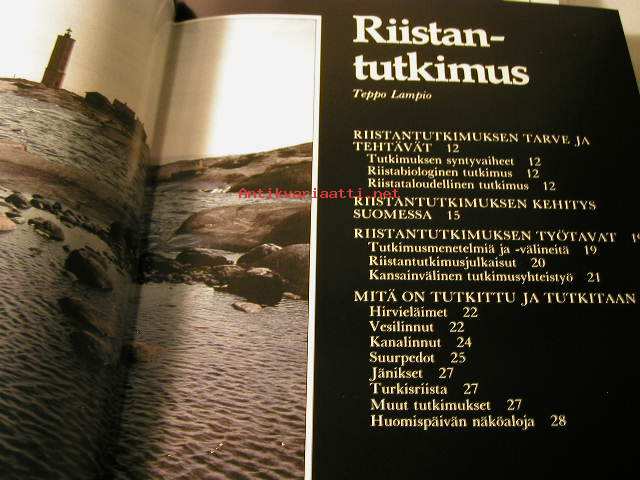 Riistan-
tutkimus
Teppo Lampio
RIISTANTUTKIMUKSEN TARVE JA
TEHTÄVÄT 12
Tutkimuksen syntyvaiheet 12
Riistabiologinen tutkimus 12
Riistataloudellinen tutkimus 12
Antikvariaatti.net
RIISTANTUTKIMUKSEN KEHITYS
SUOMESSA 15
RIISTANTUTKIMUKSEN TYÖTAVAT 19
Tutkimusmenetelmiä ja -välineitä 19
Riistantutkimusjulkaisut 20
Kansainvälinen tutkimusyhteistyö 21
MITÄ ON TUTKITTU JA TUTKITAAN
Hirvieläimet 22
Vesilinnut 22
Kanalinnut 24
Suurpedot 25
Jänikset 27
Turkisriista 27
Muut tutkimukset 27
Huomispäivän näköaloja 28